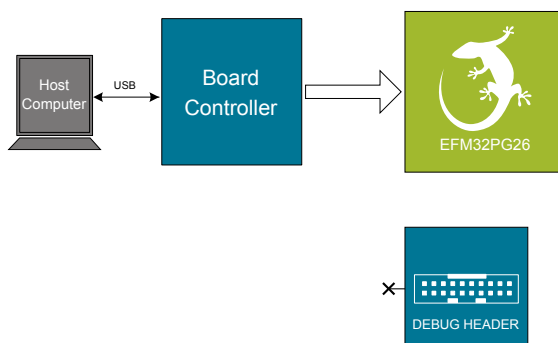 Host
Computer
USB
Board
Controller
EFM32PG26
DEBUG HEADER